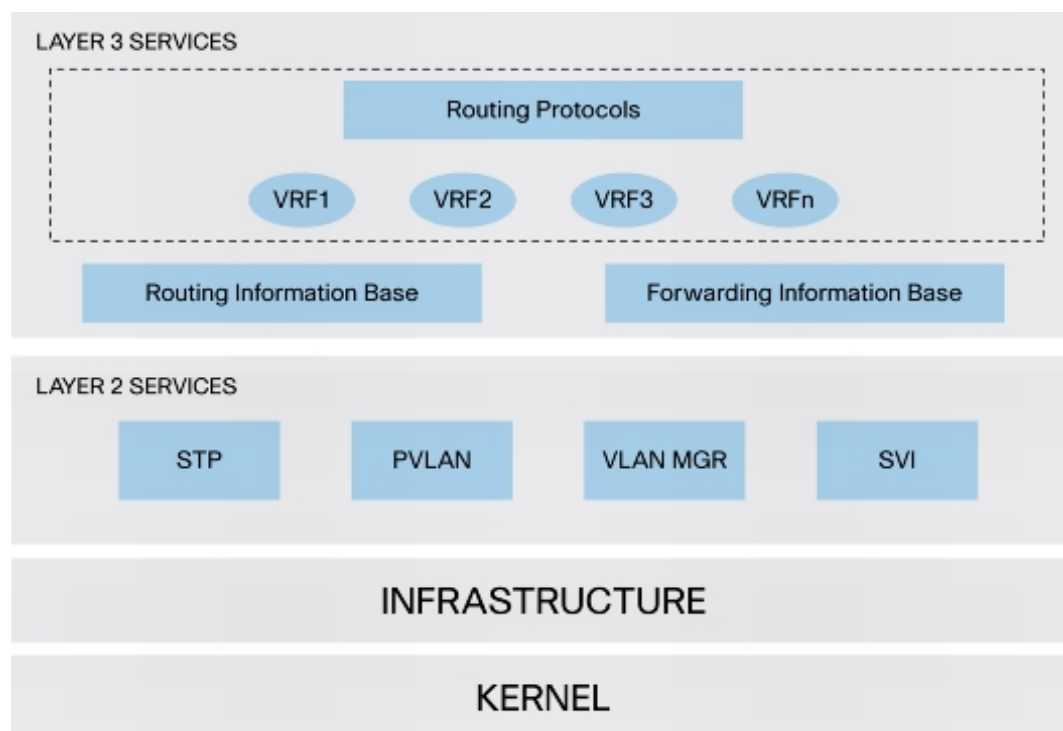 LAYER 3 SERVICES
Routing Protocols
VRF1 VRF2 VRF3 VRFn
Routing Information Base Forwarding Information Base
LAYER 2 SERVICES
STP PVLAN VLAN MGR SVI
INFRASTRUCTURE
KERNEL